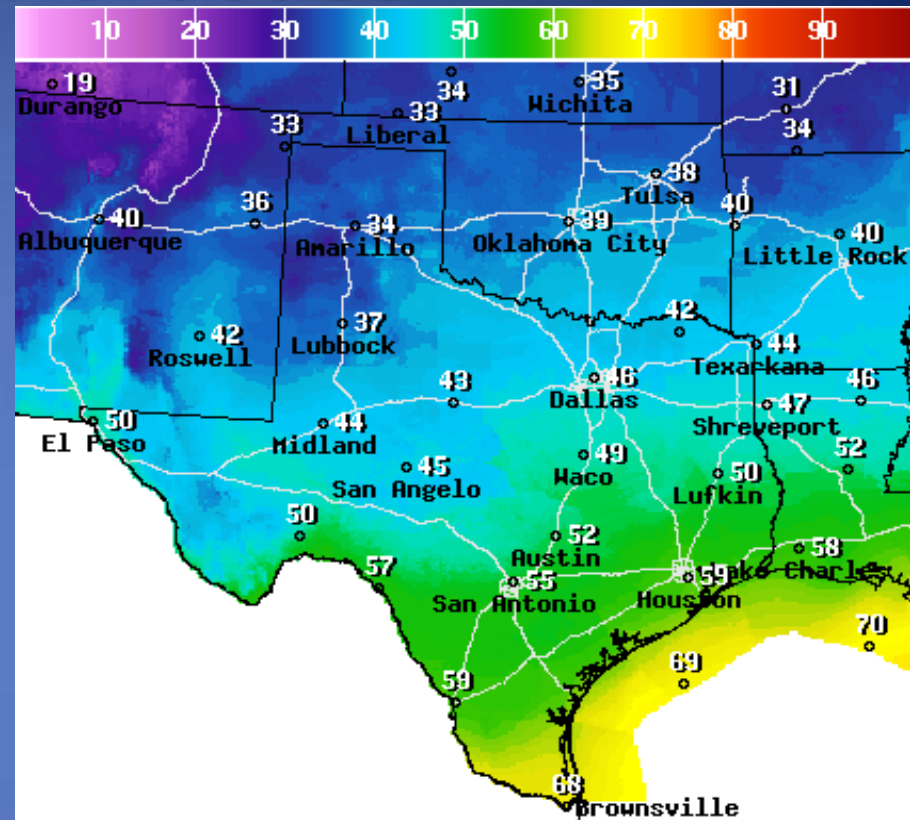 10 20 30 40 50 60 70 80 90
19
Durango
34
35
Wichita
31
33
Liberal
33
34
38
Tulsa
40
Albuquerque
36
34
Amarillo
39
Oklahoma City
40
40
Little Rock
42
Roswell
37
Lubbock
42
44
Texarkana
46
Dallas
43
46
47
Shreveport
50
El Paso
44
Midland
45
San Angelo
49
Waco
50
Lufkin
52
50
52
Austin
58
57
55
San Antonio
59
Houston
Lake Charles
59
69
70
68
Brownsville